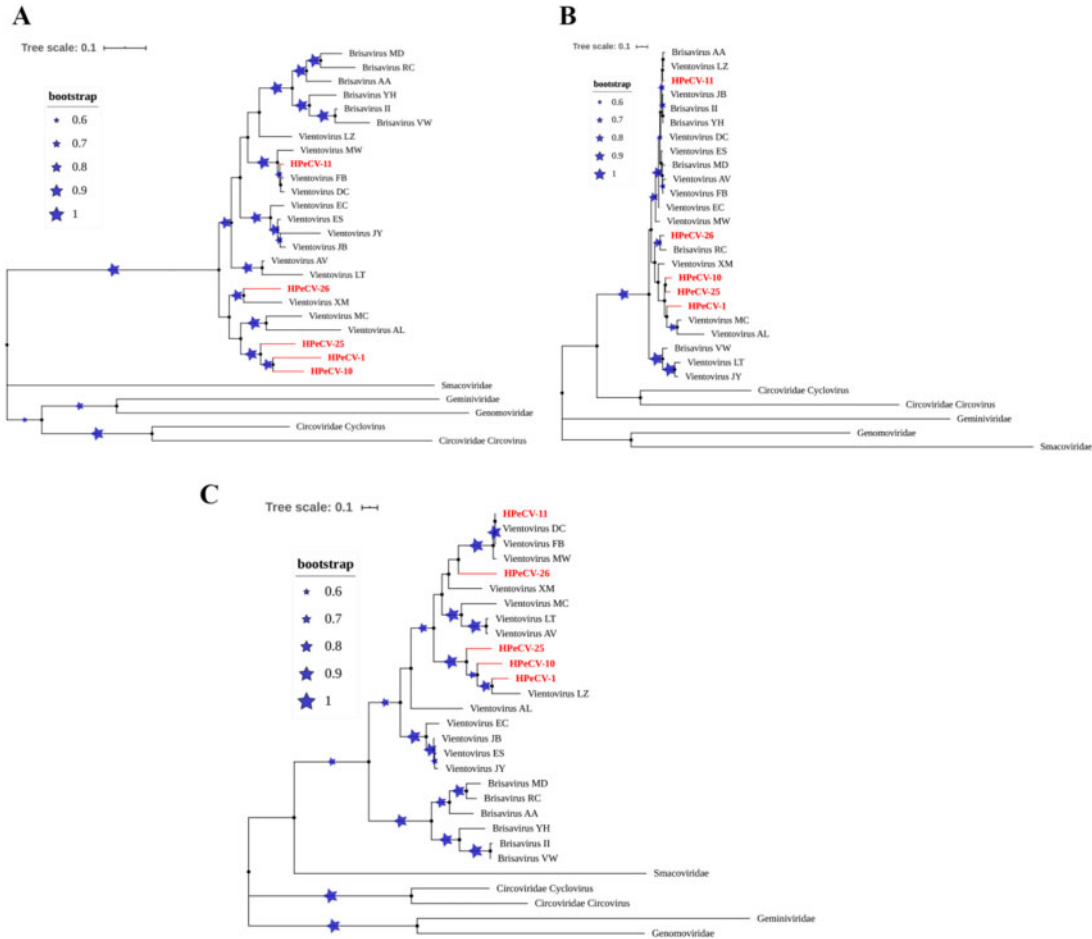 A
Tree scale: 0.1
bootstrap
0.6
0.7
0.8
0.9
1
Brisavirus MD
Brisavirus RC
Brisavirus AA
Brisavirus YH
Brisavirus II
Brisavirus VW
Vientovirus LZ
Vientovirus MW
HPeCV-11
Vientovirus FB
Vientovirus DC
Vientovirus EC
Vientovirus ES
Vientovirus JY
Vientovirus JB
Vientovirus AV
Vientovirus LT
HPeCV-26
Vientovirus XM
Vientovirus MC
Vientovirus AL
HPeCV-25
HPeCV-1
HPeCV-10
Smacoviridae
Geminiviridae
Genomoviridae
Circoviridae Cyclovirus
Circoviridae Circovirus
B
Tree scale: 0.1
bootstrap
0.6
0.7
0.8
0.9
1
Brisavirus AA
Vientovirus LZ
HPeCV-11
Vientovirus JB
Brisavirus II
Brisavirus YH
Vientovirus DC
Vientovirus ES
Brisavirus MD
Vientovirus AV
Vientovirus FB
Vientovirus EC
Vientovirus MW
HPeCV-26
Brisavirus RC
Vientovirus XM
HPeCV-10
HPeCV-25
HPeCV-1
Vientovirus MC
Vientovirus AL
Brisavirus VW
Vientovirus LT
Vientovirus JY
Circoviridae Cyclovirus
Circoviridae Circovirus
Geminiviridae
Genomoviridae
Smacoviridae
C
Tree scale: 0.1
bootstrap
0.6
0.7
0.8
0.9
1
HPeCV-11
Vientovirus DC
Vientovirus FB
Vientovirus MW
HPeCV-26
Vientovirus XM
Vientovirus MC
Vientovirus LT
Vientovirus AV
HPeCV-25
HPeCV-10
HPeCV-1
Vientovirus LZ
Vientovirus AL
Vientovirus EC
Vientovirus JB
Vientovirus ES
Vientovirus JY
Brisavirus MD
Brisavirus RC
Brisavirus AA
Brisavirus YH
Brisavirus II
Brisavirus VW
Smacoviridae
Circoviridae Cyclovirus
Circoviridae Circovirus
Geminiviridae
Genomoviridae